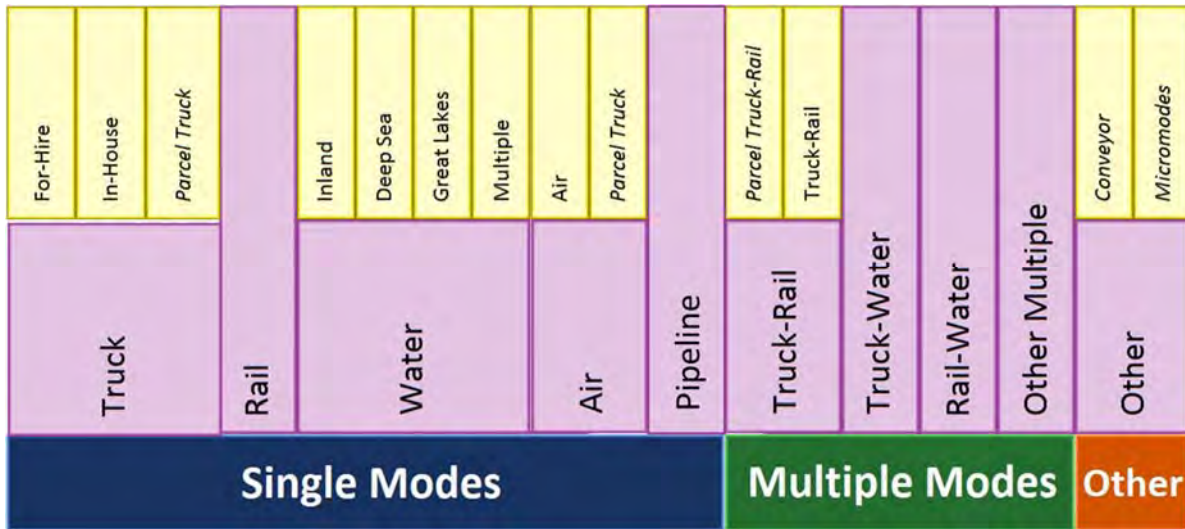 For-Hire
In-House
Parcel Truck
Inland
Deep Sea
Great Lakes
Multiple
Air
Parcel Truck
Parcel Truck-Rail
Truck-Rail
Conveyor
Micromodes
Truck
Rail
Water
Air
Pipeline
Truck-Rail
Truck-Water
Rail-Water
Other Multiple
Other
Single Modes
Multiple Modes
Other